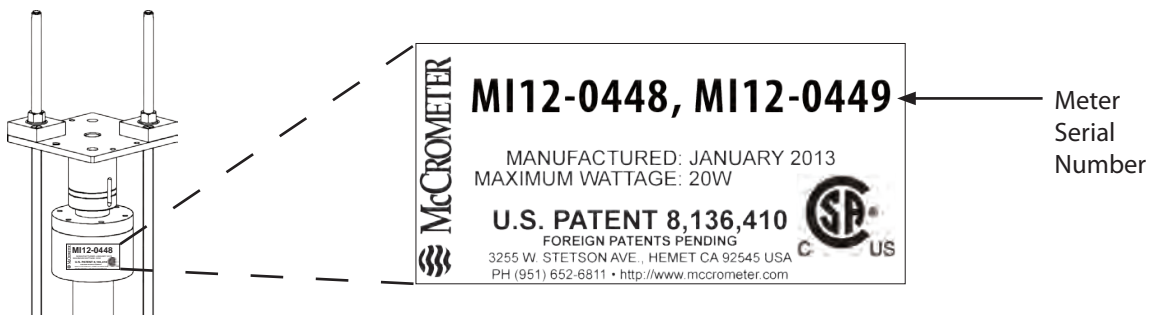 McCROMETER
MI12-0448, MI12-0449
MANUFACTURED: JANUARY 2013
MAXIMUM WATTAGE: 20W
U.S. PATENT 8,136,410
FOREIGN PATENTS PENDING
3255 W. STETSON AVE., HEMET CA 92545 USA
PH (951) 652-6811 • http://www.mccrometer.com
CSA®
C US
Meter
Serial
Number
McCROMETER
MI12-0448